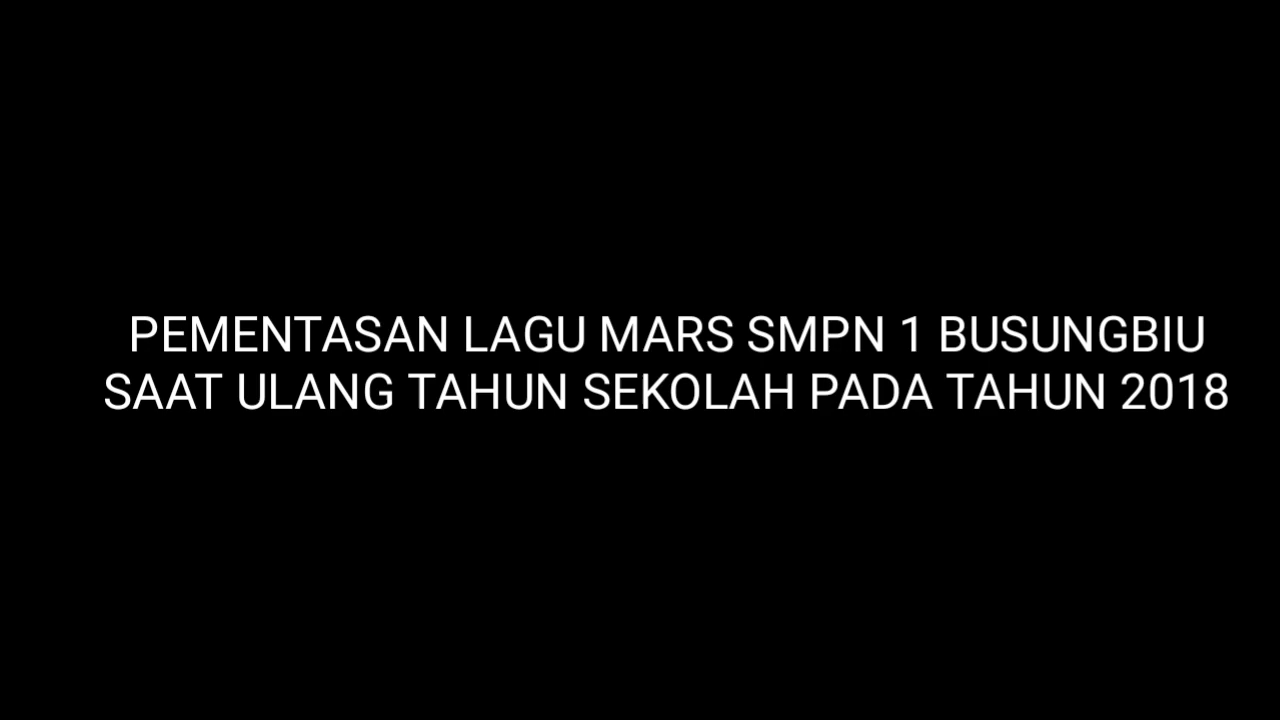 PEMENTASAN LAGU MARS SMPN 1 BUSUNGBIU
SAAT ULANG TAHUN SEKOLAH PADA TAHUN 2018